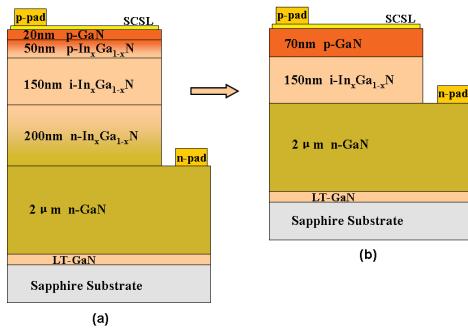 p-pad
SCSL
20nm p-GaN
50nm p-InxGa1-xN
150nm i-InxGa1-xN
200nm n-InxGa1-xN
n-pad
2 μm n-GaN
LT-GaN
Sapphire Substrate
(a)
p-pad
SCSL
70nm p-GaN
150nm i-InxGa1-xN
n-pad
2 μm n-GaN
LT-GaN
Sapphire Substrate
(b)